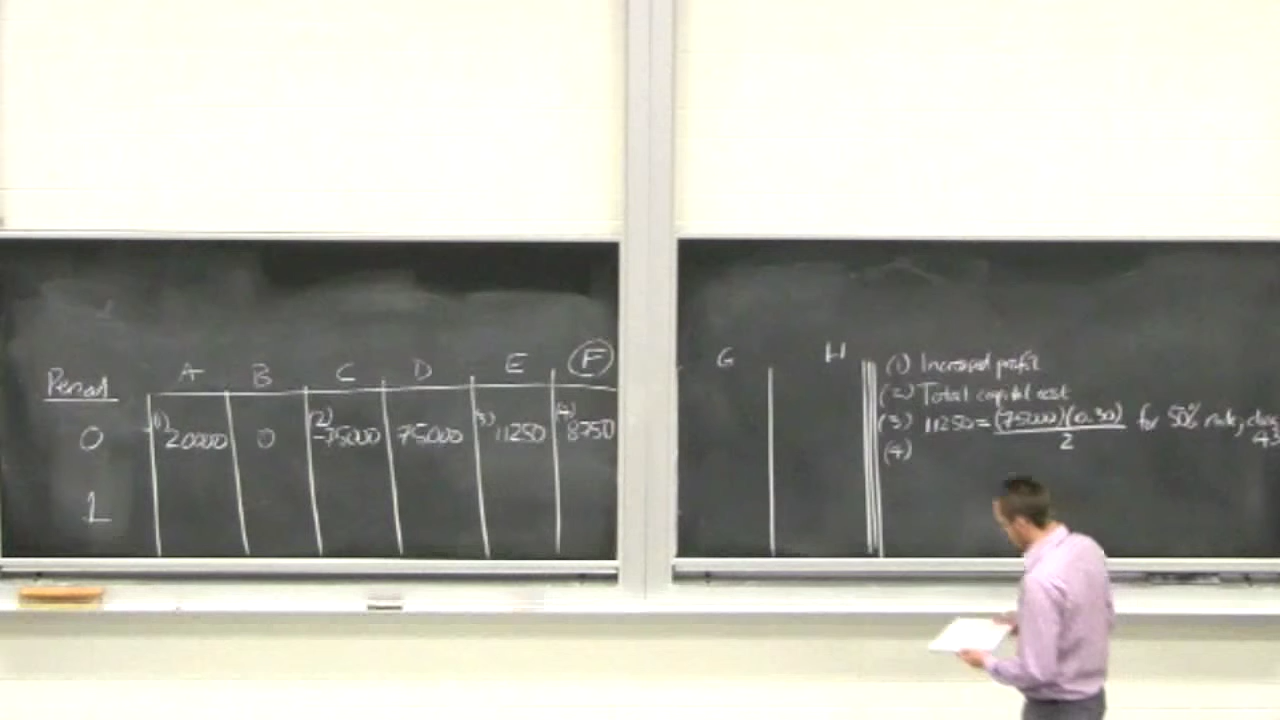 Period A B C D E F
0 (1) 20000 0 (2) -75000 75000 (3) 11250 (4) 8750
1
G H
(1) Increased profit
(2) Total capital cost
(3) 11250 = (75000)(0.30) / 2 for 50% rule, class 43
(4)